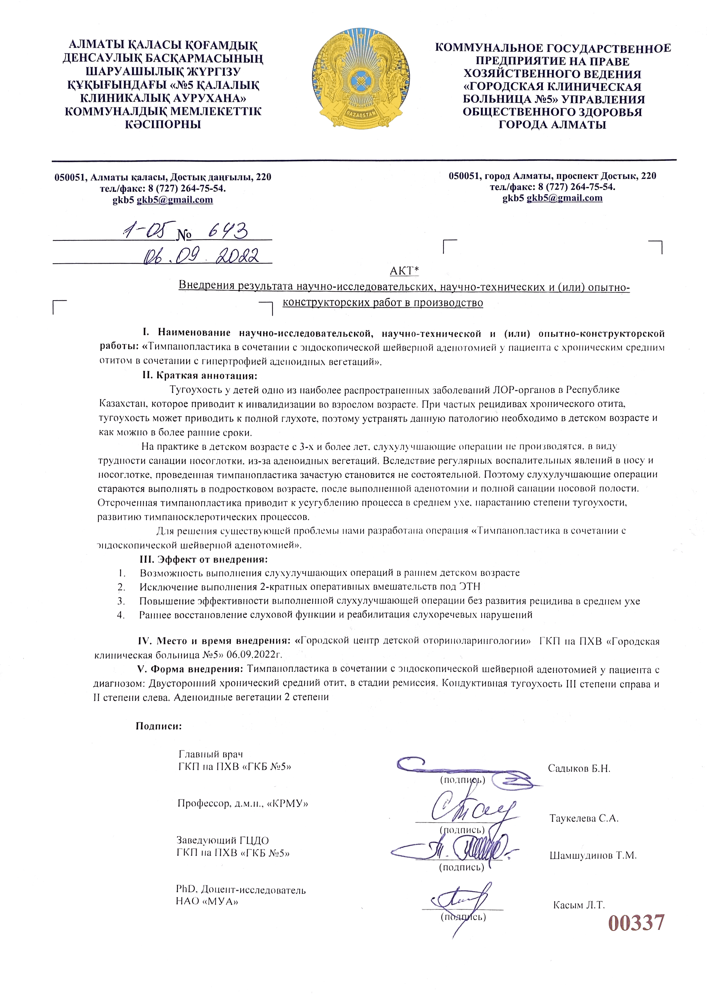 АЛМАТЫ ҚАЛАСЫ ҚОҒАМДЫҚ
ДЕНСАУЛЫҚ БАСҚАРМАСЫНЫҢ
ШАРУАШЫЛЫҚ ЖҮРГІЗУ
ҚҰҚЫҒЫНДАҒЫ «№5 ҚАЛАЛЫҚ
КЛИНИКАЛЫҚ АУРУХАНА»
КОММУНАЛДЫҚ МЕМЛЕКЕТТІК
КӘСІПОРНЫ
QAZAQSTAN
КОММУНАЛЬНОЕ ГОСУДАРСТВЕННОЕ
ПРЕДПРИЯТИЕ НА ПРАВЕ
ХОЗЯЙСТВЕННОГО ВЕДЕНИЯ
«ГОРОДСКАЯ КЛИНИЧЕСКАЯ
БОЛЬНИЦА №5» УПРАВЛЕНИЯ
ОБЩЕСТВЕННОГО ЗДОРОВЬЯ
ГОРОДА АЛМАТЫ
050051, Алматы қаласы, Достық даңғылы, 220
тел./факс: 8 (727) 264-75-54.
gkb5 gkb5@gmail.com
050051, город Алматы, проспект Достык, 220
тел./факс: 8 (727) 264-75-54.
gkb5 gkb5@gmail.com
1-05 № 643
06.09.2022
АКТ*
Внедрения результата научно-исследовательских, научно-технических и (или) опытно-
конструкторских работ в производство
I. Наименование научно-исследовательской, научно-технической и (или) опытно-конструкторской
работы: «Тимпанопластика в сочетании с эндоскопической шейверной аденотомией у пациента с хроническим средним
отитом в сочетании с гипертрофией аденоидных вегетаций».
II. Краткая аннотация:
Тугоухость у детей одно из наиболее распространенных заболеваний ЛОР-органов в Республике
Казахстан, которое приводит к инвалидизации во взрослом возрасте. При частых рецидивах хронического отита,
тугоухость может приводить к полной глухоте, поэтому устранять данную патологию необходимо в детском возрасте и
как можно в более ранние сроки.
На практике в детском возрасте с 3-х и более лет, слухулучшающие операции не производятся, в виду
трудности санации носоглотки, из-за аденоидных вегетаций. Вследствие регулярных воспалительных явлений в носу и
носоглотке, проведенная тимпанопластика зачастую становится не состоятельной. Поэтому слухулучшающие операции
стараются выполнять в подростковом возрасте, после выполненной аденотомии и полной санации носовой полости.
Отсроченная тимпанопластика приводит к усугублению процесса в среднем ухе, нарастанию степени тугоухости,
развитию тимпаносклеротических процессов.
Для решения существующей проблемы нами разработана операция «Тимпанопластика в сочетании с
эндоскопической шейверной аденотомией».
III. Эффект от внедрения:
1. Возможность выполнения слухулучшающих операций в раннем детском возрасте
2. Исключение выполнения 2-кратных оперативных вмешательств под ЭТН
3. Повышение эффективности выполненной слухулучшающей операции без развития рецидива в среднем ухе
4. Раннее восстановление слуховой функции и реабилитация слухоречевых нарушений
IV. Место и время внедрения: «Городской центр детской оториноларингологии» ГКП на ПХВ «Городская
клиническая больница №5» 06.09.2022г.
V. Форма внедрения: Тимпанопластика в сочетании с эндоскопической шейверной аденотомией у пациента с
диагнозом: Двусторонний хронический средний отит, в стадии ремиссия. Кондуктивная тугоухость III степени справа и
II степени слева. Аденоидные вегетации 2 степени
Подписи:
Главный врач
ГКП на ПХВ «ГКБ №5»
(подпись)
Садыков Б.Н.
Профессор, д.м.н., «КРМУ»
(подпись)
Таукелева С.А.
Заведующий ГЦДО
ГКП на ПХВ «ГКБ №5»
(подпись)
Шамшудинов Т.М.
PhD, Доцент-исследователь
НАО «МУА»
(подпись)
Касым Л.Т.
00337